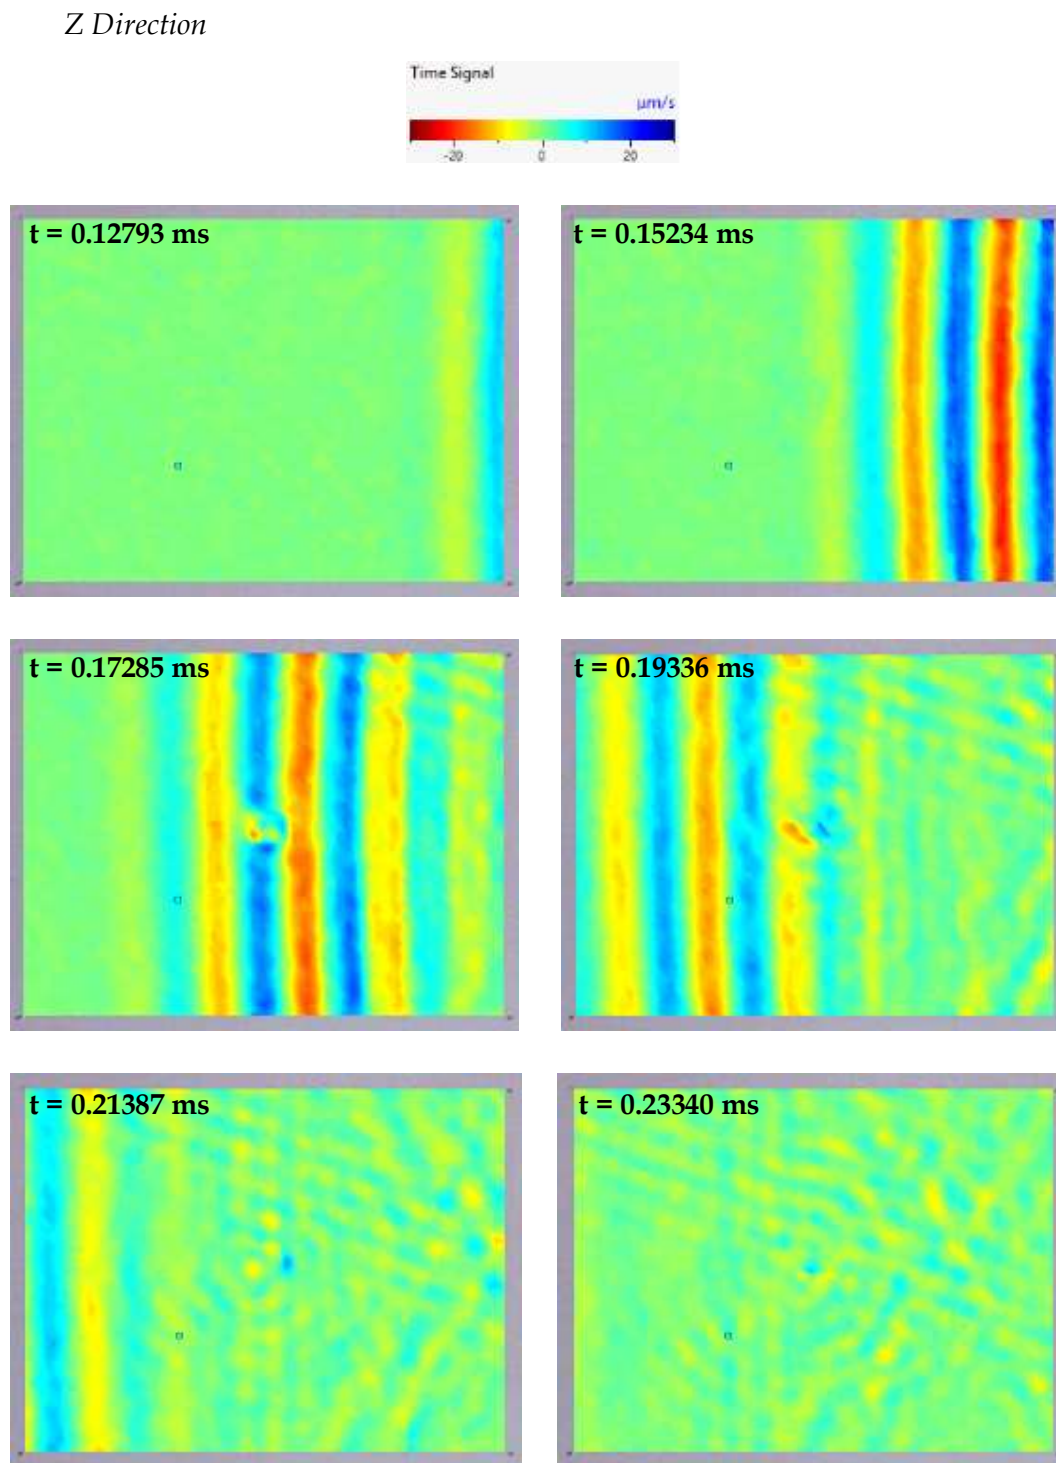 Z Direction
Time Signal
µm/s
-20 0 20
t = 0.12793 ms
t = 0.15234 ms
t = 0.17285 ms
t = 0.19336 ms
t = 0.21387 ms
t = 0.23340 ms